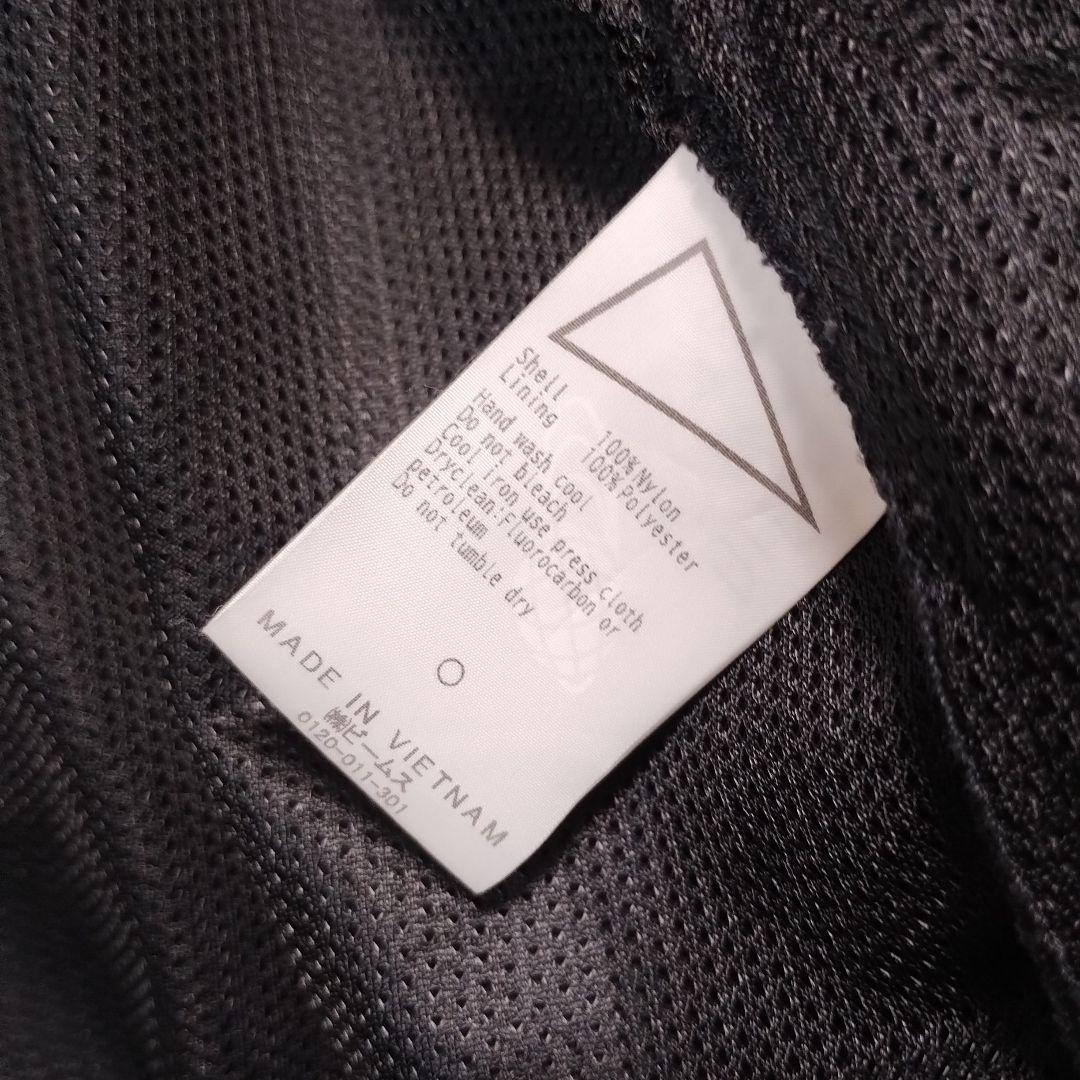 Shell 100%Nylon
Lining 100%Polyester
Hand wash cool
Do not bleach
Cool iron use press cloth
Dryclean:Fluorocarbon or
petroleum
Do not tumble dry
MADE IN VIETNAM
㈱ビームス
0120-011-301